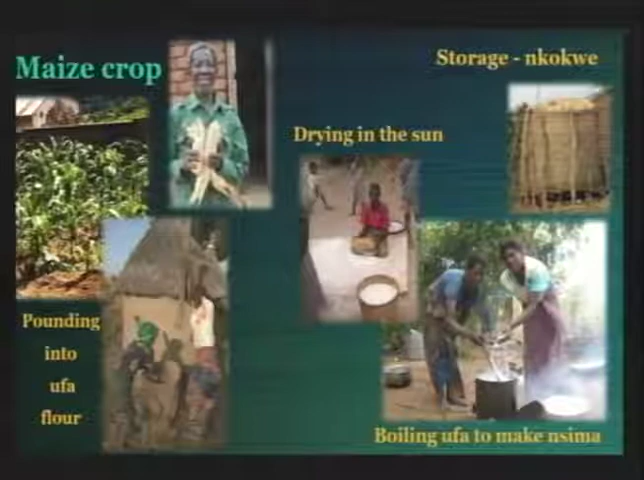 Maize crop
Storage - nkokwe
Drying in the sun
Pounding
into
ufa
flour
Boiling ufa to make nsima